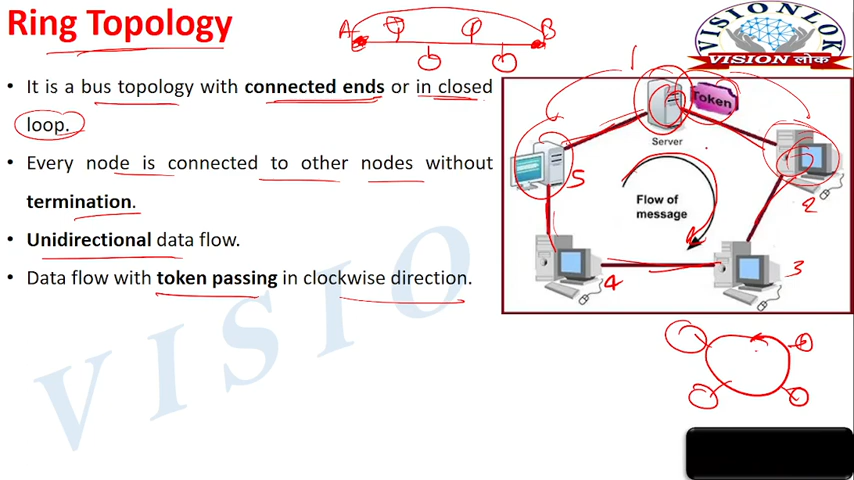 Ring Topology
A B
VISIONLOK
VISION लोक
• It is a bus topology with connected ends or in closed
loop.
• Every node is connected to other nodes without
termination.
• Unidirectional data flow.
• Data flow with token passing in clockwise direction.
1
Token
Server
5
2
Flow of
message
4
3
VISIO